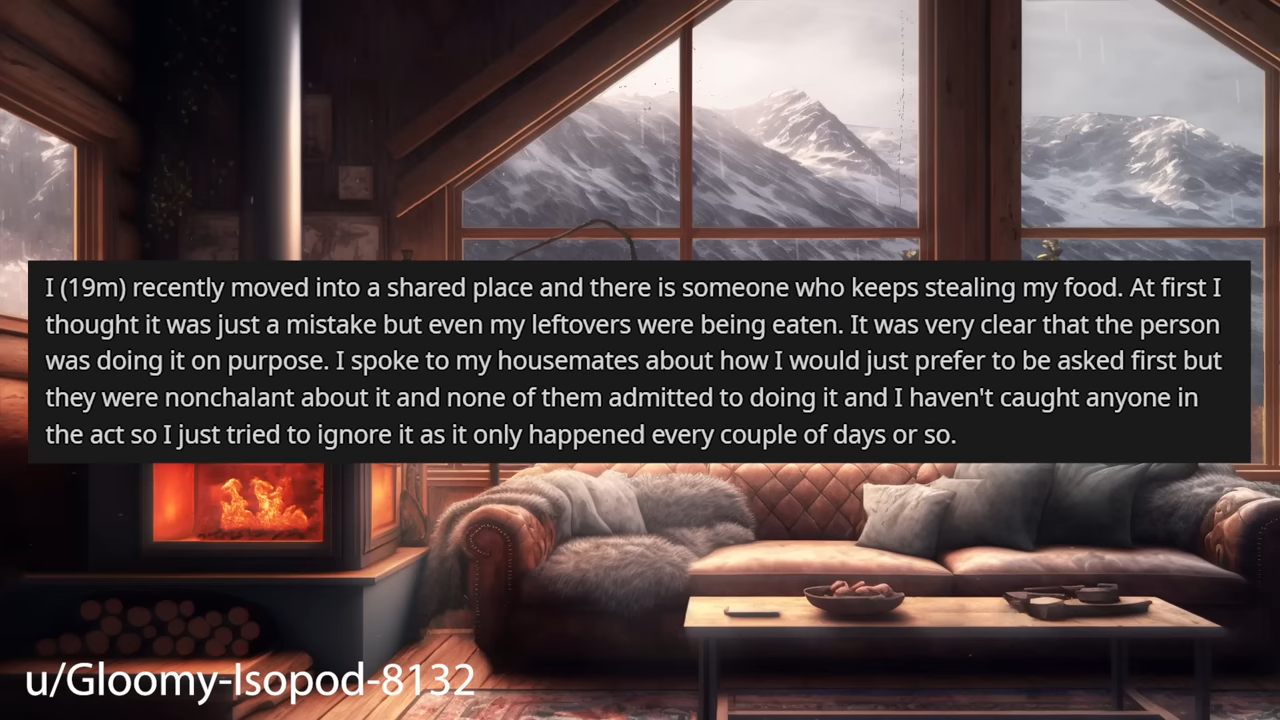 I (19m) recently moved into a shared place and there is someone who keeps stealing my food. At first I
thought it was just a mistake but even my leftovers were being eaten. It was very clear that the person
was doing it on purpose. I spoke to my housemates about how I would just prefer to be asked first but
they were nonchalant about it and none of them admitted to doing it and I haven't caught anyone in
the act so I just tried to ignore it as it only happened every couple of days or so.
u/Gloomy-Isopod-8132